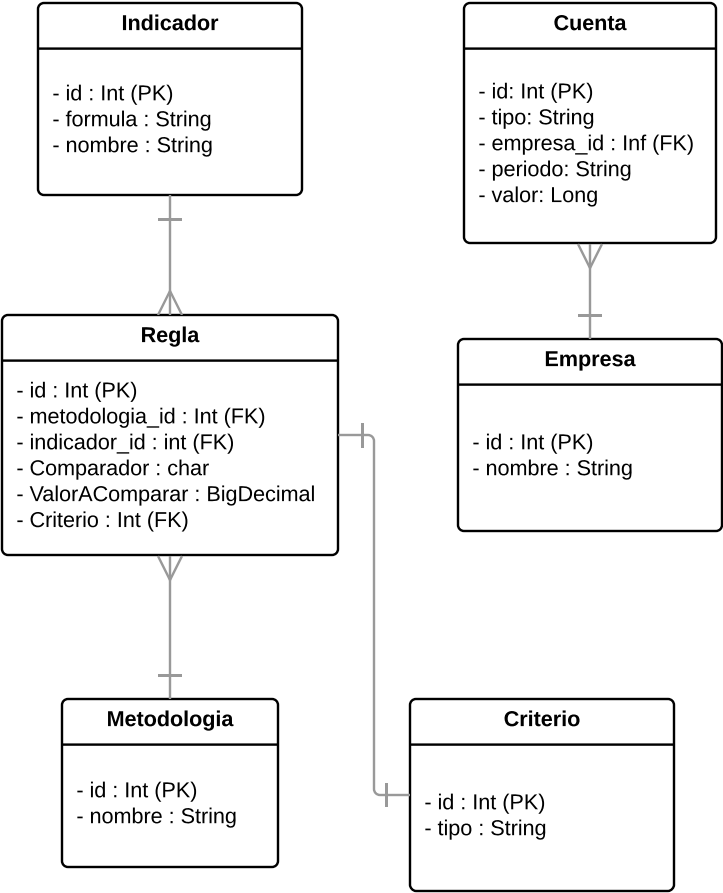 Indicador
- id : Int (PK)
- formula : String
- nombre : String
Cuenta
- id: Int (PK)
- tipo: String
- empresa_id : Inf (FK)
- periodo: String
- valor: Long
Regla
- id : Int (PK)
- metodologia_id : Int (FK)
- indicador_id : int (FK)
- Comparador : char
- ValorAComparar : BigDecimal
- Criterio : Int (FK)
Empresa
- id : Int (PK)
- nombre : String
Metodologia
- id : Int (PK)
- nombre : String
Criterio
- id : Int (PK)
- tipo : String